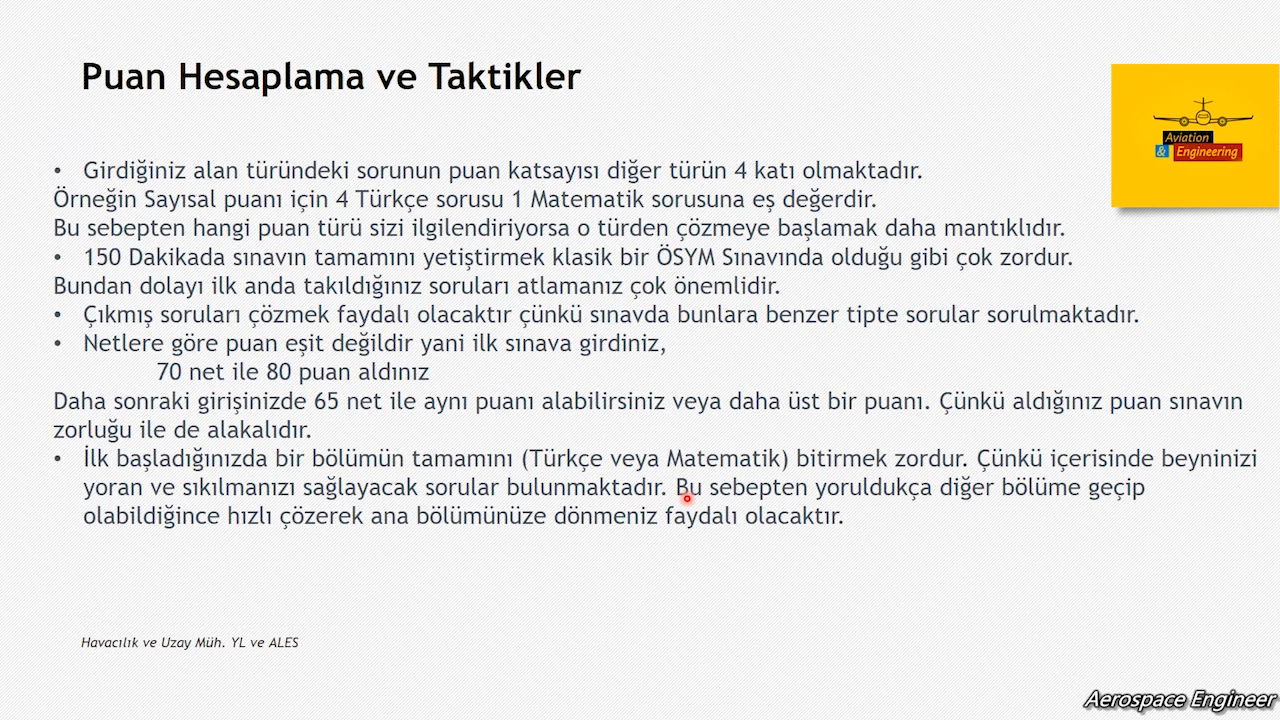 Puan Hesaplama ve Taktikler
Aviation
& Engineering
• Girdiğiniz alan türündeki sorunun puan katsayısı diğer türün 4 katı olmaktadır.
Örneğin Sayısal puanı için 4 Türkçe sorusu 1 Matematik sorusuna eş değerdir.
Bu sebepten hangi puan türü sizi ilgilendiriyorsa o türden çözmeye başlamak daha mantıklıdır.
• 150 Dakikada sınavın tamamını yetiştirmek klasik bir ÖSYM Sınavında olduğu gibi çok zordur.
Bundan dolayı ilk anda takıldığınız soruları atlamanız çok önemlidir.
• Çıkmış soruları çözmek faydalı olacaktır çünkü sınavda bunlara benzer tipte sorular sorulmaktadır.
• Netlere göre puan eşit değildir yani ilk sınava girdiniz,
70 net ile 80 puan aldınız
Daha sonraki girişinizde 65 net ile aynı puanı alabilirsiniz veya daha üst bir puanı. Çünkü aldığınız puan sınavın
zorluğu ile de alakalıdır.
• İlk başladığınızda bir bölümün tamamını (Türkçe veya Matematik) bitirmek zordur. Çünkü içerisinde beyninizi
yoran ve sıkılmanızı sağlayacak sorular bulunmaktadır. Bu sebepten yoruldukça diğer bölüme geçip
olabildiğince hızlı çözerek ana bölümünüze dönmeniz faydalı olacaktır.
Havacılık ve Uzay Müh. YL ve ALES
Aerospace Engineer